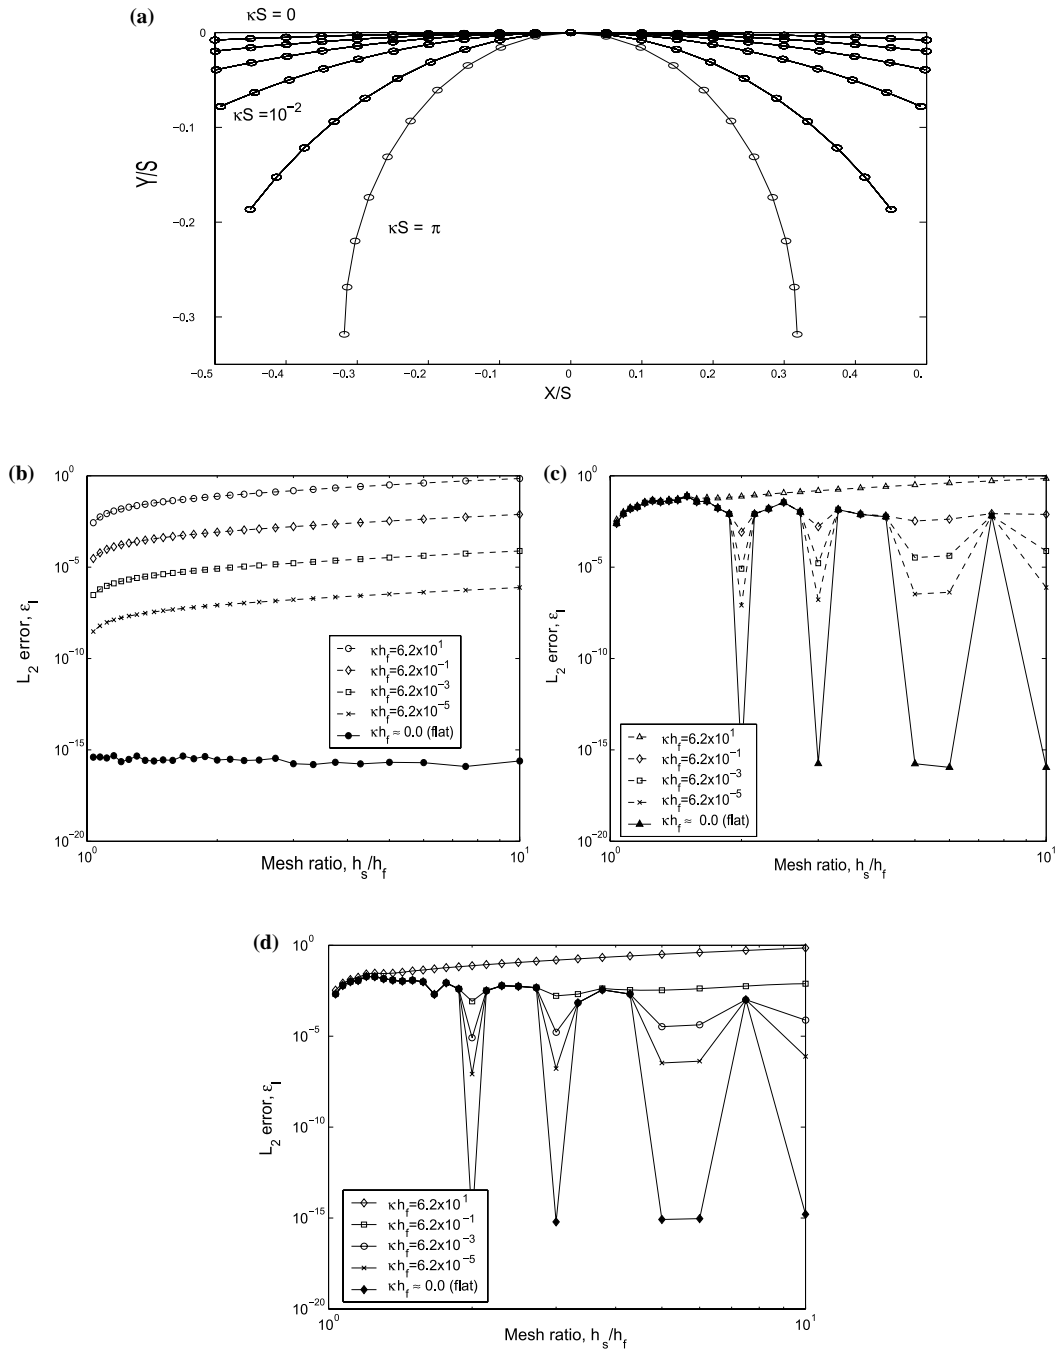 (a)
κS = 0
0
−0.1
−0.2
−0.3
Y/S
κS =10⁻²
κS = π
−0.5 −0.4 −0.3 −0.2 −0.1 0 0.1 0.2 0.3 0.4 0.
X/S
(b)
10⁰
10⁻⁵
10⁻¹⁰
10⁻¹⁵
10⁻²⁰
L₂ error, ε_I
κh_f=6.2x10¹
κh_f=6.2x10⁻¹
κh_f=6.2x10⁻³
κh_f=6.2x10⁻⁵
κh_f ≈ 0.0 (flat)
10⁰ 10¹
Mesh ratio, h_s/h_f
(c)
10⁰
10⁻⁵
10⁻¹⁰
10⁻¹⁵
10⁻²⁰
L₂ error, ε_I
κh_f=6.2x10¹
κh_f=6.2x10⁻¹
κh_f=6.2x10⁻³
κh_f=6.2x10⁻⁵
κh_f ≈ 0.0 (flat)
10⁰ 10¹
Mesh ratio, h_s/h_f
(d)
10⁰
10⁻⁵
10⁻¹⁰
10⁻¹⁵
10⁻²⁰
L₂ error, ε_I
κh_f=6.2x10¹
κh_f=6.2x10⁻¹
κh_f=6.2x10⁻³
κh_f=6.2x10⁻⁵
κh_f ≈ 0.0 (flat)
10⁰ 10¹
Mesh ratio, h_s/h_f